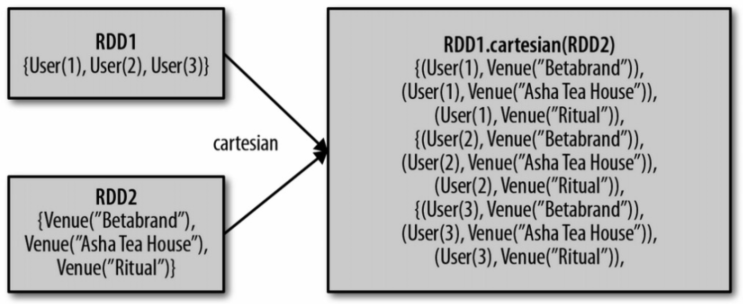 RDD1
{User(1), User(2), User(3)}
cartesian
RDD2
{Venue("Betabrand"),
Venue("Asha Tea House"),
Venue("Ritual")}
RDD1.cartesian(RDD2)
{(User(1), Venue("Betabrand")),
(User(1), Venue("Asha Tea House")),
(User(1), Venue("Ritual")),
{(User(2), Venue("Betabrand")),
(User(2), Venue("Asha Tea House")),
(User(2), Venue("Ritual")),
{(User(3), Venue("Betabrand")),
(User(3), Venue("Asha Tea House")),
(User(3), Venue("Ritual")),